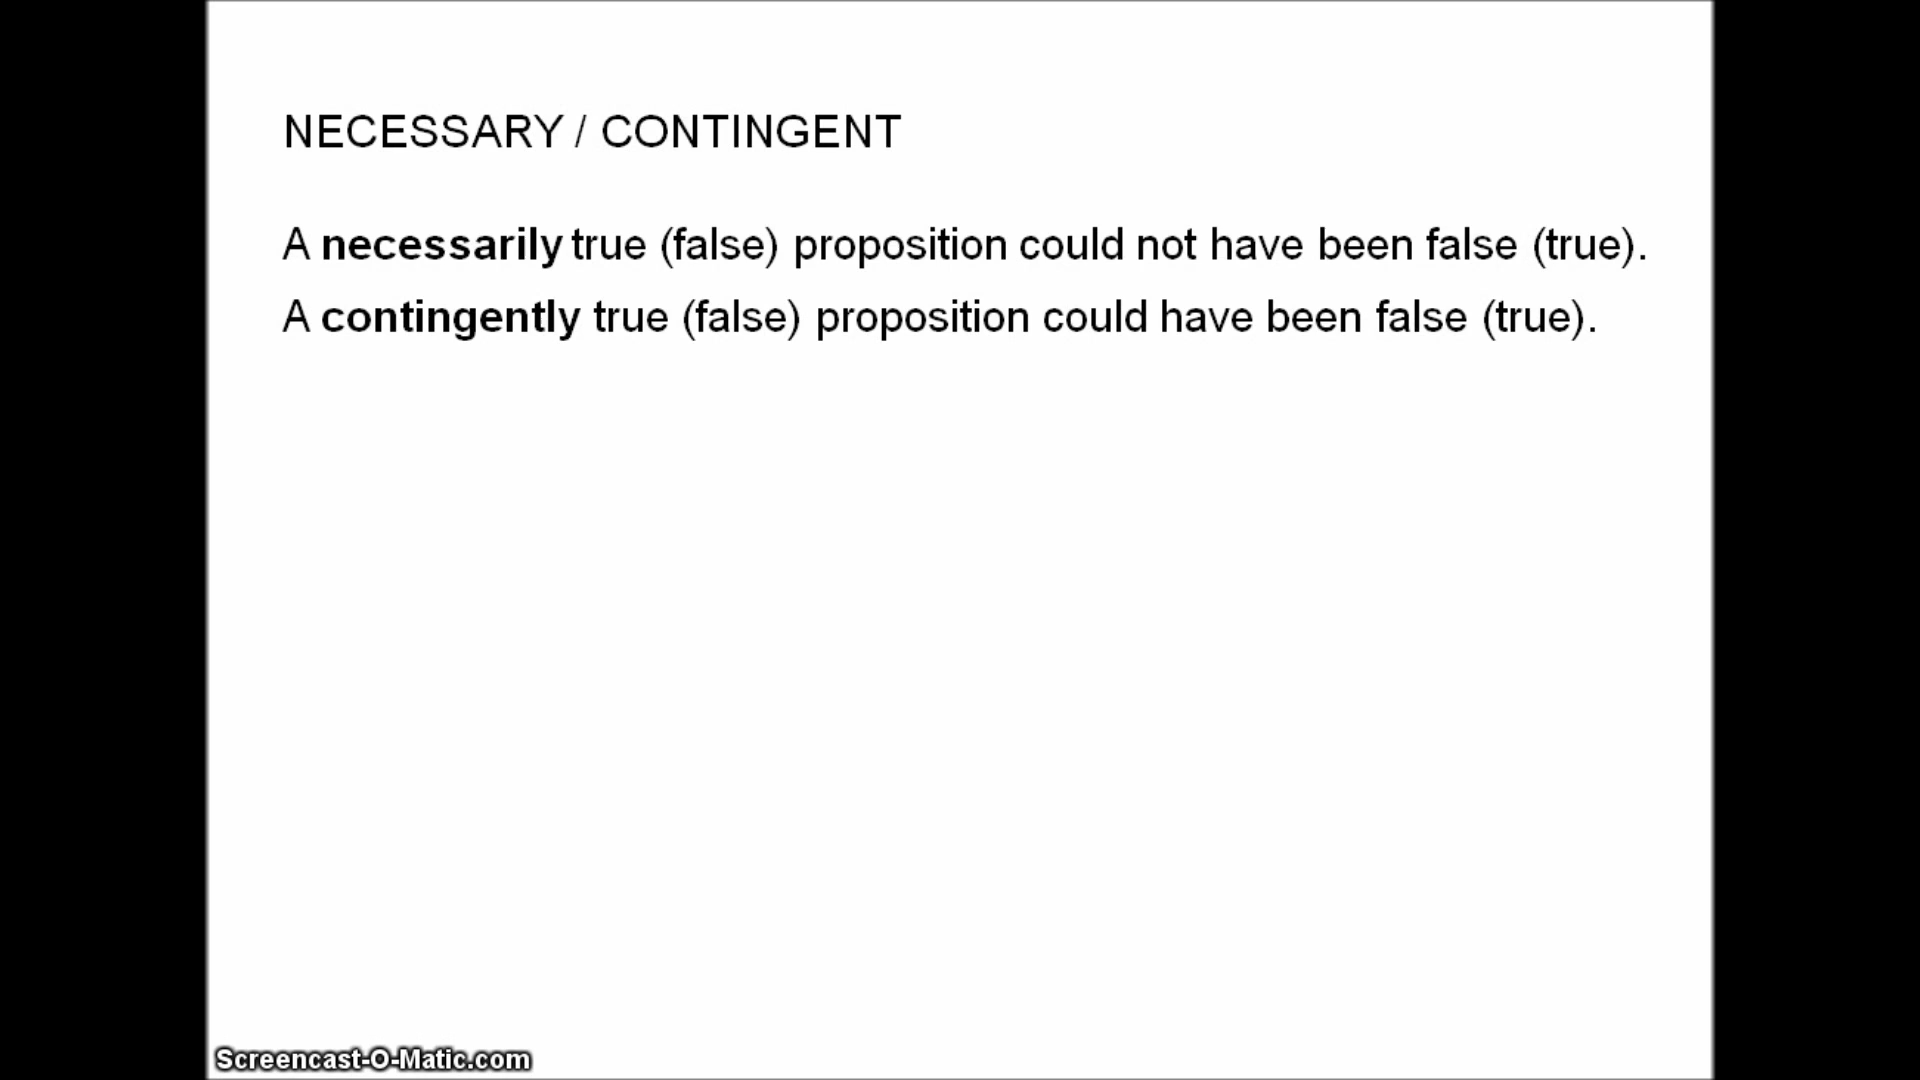 NECESSARY / CONTINGENT
A necessarily true (false) proposition could not have been false (true).
A contingently true (false) proposition could have been false (true).
Screencast-O-Matic.com